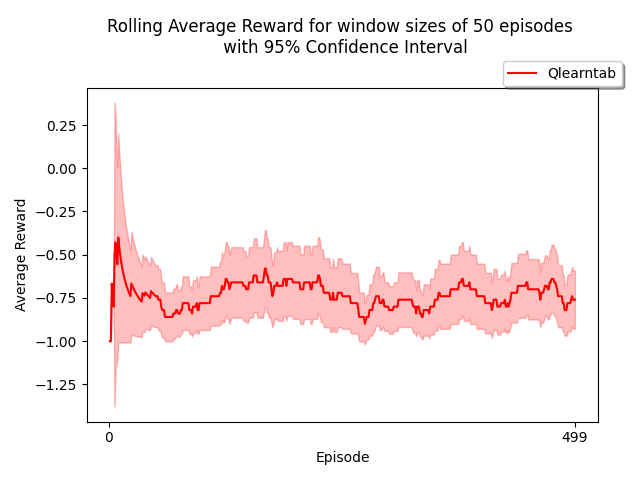 Rolling Average Reward for window sizes of 50 episodes
with 95% Confidence Interval
Qlearntab
0.25
0.00
−0.25
−0.50
−0.75
−1.00
−1.25
Average Reward
0
499
Episode